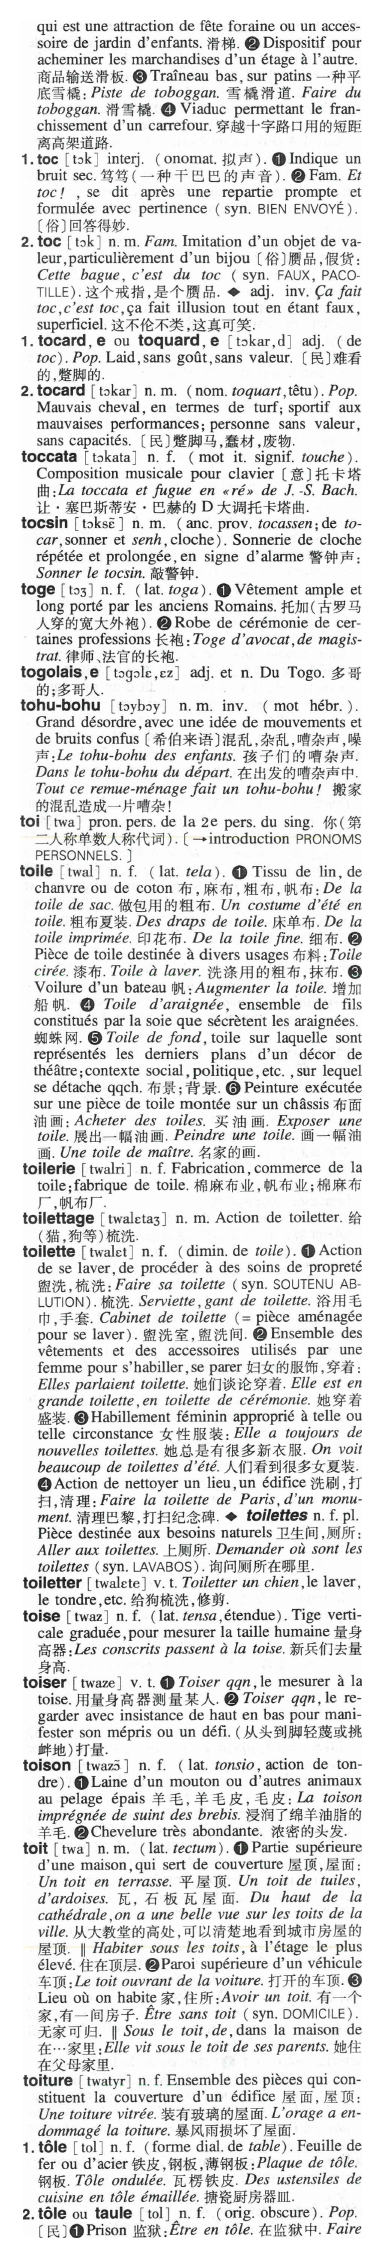 qui est une attraction de fête foraine ou un acces-
soire de jardin d'enfants. 滑梯. ❷ Dispositif pour
acheminer les marchandises d'un étage à l'autre.
商品输送滑板. ❸ Traîneau bas, sur patins 一种平
底雪橇: Piste de toboggan. 雪橇滑道. Faire du
toboggan. 滑雪橇. ❹ Viaduc permettant le fran-
chissement d'un carrefour. 穿越十字路口用的短距
离高架道路.
1. toc [tɔk] interj. (onomat. 拟声). ❶ Indique un
bruit sec. 笃笃(一种干巴巴的声音). ❷ Fam. Et
toc!, se dit après une repartie prompte et
formulée avec pertinence (syn. BIEN ENVOYÉ).
〔俗〕回答得妙.
2. toc [tɔk] n. m. Fam. Imitation d'un objet de va-
leur, particulièrement d'un bijou 〔俗〕赝品, 假货:
Cette bague, c'est du toc (syn. FAUX, PACO-
TILLE). 这个戒指, 是个赝品. ◆ adj. inv. Ça fait
toc, c'est toc, ça fait illusion tout en étant faux,
superficiel. 这不伦不类, 这真可笑.
1. tocard, e ou toquard, e [tɔkar, d] adj. (de
toc). Pop. Laid, sans goût, sans valeur. 〔民〕难看
的, 蹩脚的.
2. tocard [tɔkar] n. m. (nom. toquart, têtu). Pop.
Mauvais cheval, en termes de turf; sportif aux
mauvaises performances; personne sans valeur,
sans capacités. 〔民〕蹩脚马, 蠢材, 废物.
toccata [tɔkata] n. f. (mot it. signif. touche).
Composition musicale pour clavier 〔意〕托卡塔
曲: La toccata et fugue en «ré» de J.-S. Bach.
让·塞巴斯蒂安·巴赫的 D 大调托卡塔曲.
tocsin [tɔksɛ̃] n. m. (anc. prov. tocassen; de to-
car, sonner et senh, cloche). Sonnerie de cloche
répétée et prolongée, en signe d'alarme 警钟声:
Sonner le tocsin. 敲警钟.
toge [tɔʒ] n. f. (lat. toga). ❶ Vêtement ample et
long porté par les anciens Romains. 托加(古罗马
人穿的宽大外袍). ❷ Robe de cérémonie de cer-
taines professions 长袍: Toge d'avocat, de magis-
trat. 律师、法官的长袍.
togolais, e [tɔgɔlɛ, ɛz] adj. et n. Du Togo. 多哥
的; 多哥人.
tohu-bohu [tɔybɔy] n. m. inv. (mot hébr.).
Grand désordre, avec une idée de mouvements et
de bruits confus 〔希伯来语〕混乱, 杂乱, 嘈杂声, 噪
声: Le tohu-bohu des enfants. 孩子们的嘈杂声.
Dans le tohu-bohu du départ. 在出发的嘈杂声中.
Tout ce remue-ménage fait un tohu-bohu! 搬家
的混乱造成一片嘈杂!
toi [twa] pron. pers. de la 2e pers. du sing. 你(第
二人称单数人称代词). 〔→introduction PRONOMS
PERSONNELS. 〕
toile [twal] n. f. (lat. tela). ❶ Tissu de lin, de
chanvre ou de coton 布, 麻布, 粗布, 帆布: De la
toile de sac. 做包用的粗布. Un costume d'été en
toile. 粗布夏装. Des draps de toile. 床单布. De la
toile imprimée. 印花布. De la toile fine. 细布. ❷
Pièce de toile destinée à divers usages 布料: Toile
cirée. 漆布. Toile à laver. 洗涤用的粗布, 抹布. ❸
Voilure d'un bateau 帆: Augmenter la toile. 增加
船帆. ❹ Toile d'araignée, ensemble de fils
constitués par la soie que sécrètent les araignées.
蜘蛛网. ❺ Toile de fond, toile sur laquelle sont
représentés les derniers plans d'un décor de
théâtre; contexte social, politique, etc., sur lequel
se détache qqch. 布景; 背景. ❻ Peinture exécutée
sur une pièce de toile montée sur un châssis 布面
油画: Acheter des toiles. 买油画. Exposer une
toile. 展出一幅油画. Peindre une toile. 画一幅油
画. Une toile de maître. 名家的画.
toilerie [twalri] n. f. Fabrication, commerce de la
toile; fabrique de toile. 棉麻布业, 帆布业; 棉麻布
厂, 帆布厂.
toilettage [twalɛtaʒ] n. m. Action de toiletter. 给
(猫, 狗等)梳洗.
toilette [twalɛt] n. f. (dimin. de toile). ❶ Action
de se laver, de procéder à des soins de propreté
盥洗, 梳洗: Faire sa toilette (syn. SOUTENU AB-
LUTION). 梳洗. Serviette, gant de toilette. 浴用毛
巾, 手套. Cabinet de toilette (= pièce aménagée
pour se laver). 盥洗室, 盥洗间. ❷ Ensemble des
vêtements et des accessoires utilisés par une
femme pour s'habiller, se parer 妇女的服饰, 穿着:
Elles parlaient toilette. 她们谈论穿着. Elle est en
grande toilette, en toilette de cérémonie. 她穿着
盛装. ❸ Habillement féminin approprié à telle ou
telle circonstance 女性服装: Elle a toujours de
nouvelles toilettes. 她总是有很多新衣服. On voit
beaucoup de toilettes d'été. 人们看到很多女夏装.
❹ Action de nettoyer un lieu, un édifice 洗刷, 打
扫, 清理: Faire la toilette de Paris, d'un monu-
ment. 清理巴黎, 打扫纪念碑. ◆ toilettes n. f. pl.
Pièce destinée aux besoins naturels 卫生间, 厕所:
Aller aux toilettes. 上厕所. Demander où sont les
toilettes (syn. LAVABOS). 询问厕所在哪里.
toiletter [twalɛte] v. t. Toiletter un chien, le laver,
le tondre, etc. 给狗梳洗, 修剪.
toise [twaz] n. f. (lat. tensa, étendue). Tige verti-
cale graduée, pour mesurer la taille humaine 量身
高器: Les conscrits passent à la toise. 新兵们去量
身高.
toiser [twaze] v. t. ❶ Toiser qqn, le mesurer à la
toise. 用量身高器测量某人. ❷ Toiser qqn, le re-
garder avec insistance de haut en bas pour mani-
fester son mépris ou un défi. (从头到脚轻蔑或挑
衅地)打量.
toison [twazɔ̃] n. f. (lat. tonsio, action de ton-
dre). ❶ Laine d'un mouton ou d'autres animaux
au pelage épais 羊毛, 羊毛皮, 毛皮: La toison
imprégnée de suint des brebis. 浸润了绵羊油脂的
羊毛. ❷ Chevelure très abondante. 浓密的头发.
toit [twa] n. m. (lat. tectum). ❶ Partie supérieure
d'une maison, qui sert de couverture 屋顶, 屋面:
Un toit en terrasse. 平屋顶. Un toit de tuiles,
d'ardoises. 瓦, 石板瓦屋面. Du haut de la
cathédrale, on a une belle vue sur les toits de la
ville. 从大教堂的高处, 可以清楚地看到城市房屋的
屋顶. ‖ Habiter sous les toits, à l'étage le plus
élevé. 住在顶层. ❷ Paroi supérieure d'un véhicule
车顶: Le toit ouvrant de la voiture. 打开的车顶. ❸
Lieu où on habite 家, 住所: Avoir un toit. 有一个
家, 有一间房子. Être sans toit (syn. DOMICILE).
无家可归. ‖ Sous le toit, de, dans la maison de
在…家里: Elle vit sous le toit de ses parents. 她住
在父母家里.
toiture [twatyr] n. f. Ensemble des pièces qui con-
stituent la couverture d'un édifice 屋面, 屋顶:
Une toiture vitrée. 装有玻璃的屋面. L'orage a en-
dommagé la toiture. 暴风雨损坏了屋面.
1. tôle [tol] n. f. (forme dial. de table). Feuille de
fer ou d'acier 铁皮, 钢板, 薄钢板: Plaque de tôle.
钢板. Tôle ondulée. 瓦楞铁皮. Des ustensiles de
cuisine en tôle émaillée. 搪瓷厨房器皿.
2. tôle ou taule [tol] n. f. (orig. obscure). Pop.
〔民〕❶ Prison 监狱: Être en tôle. 在监狱中. Faire